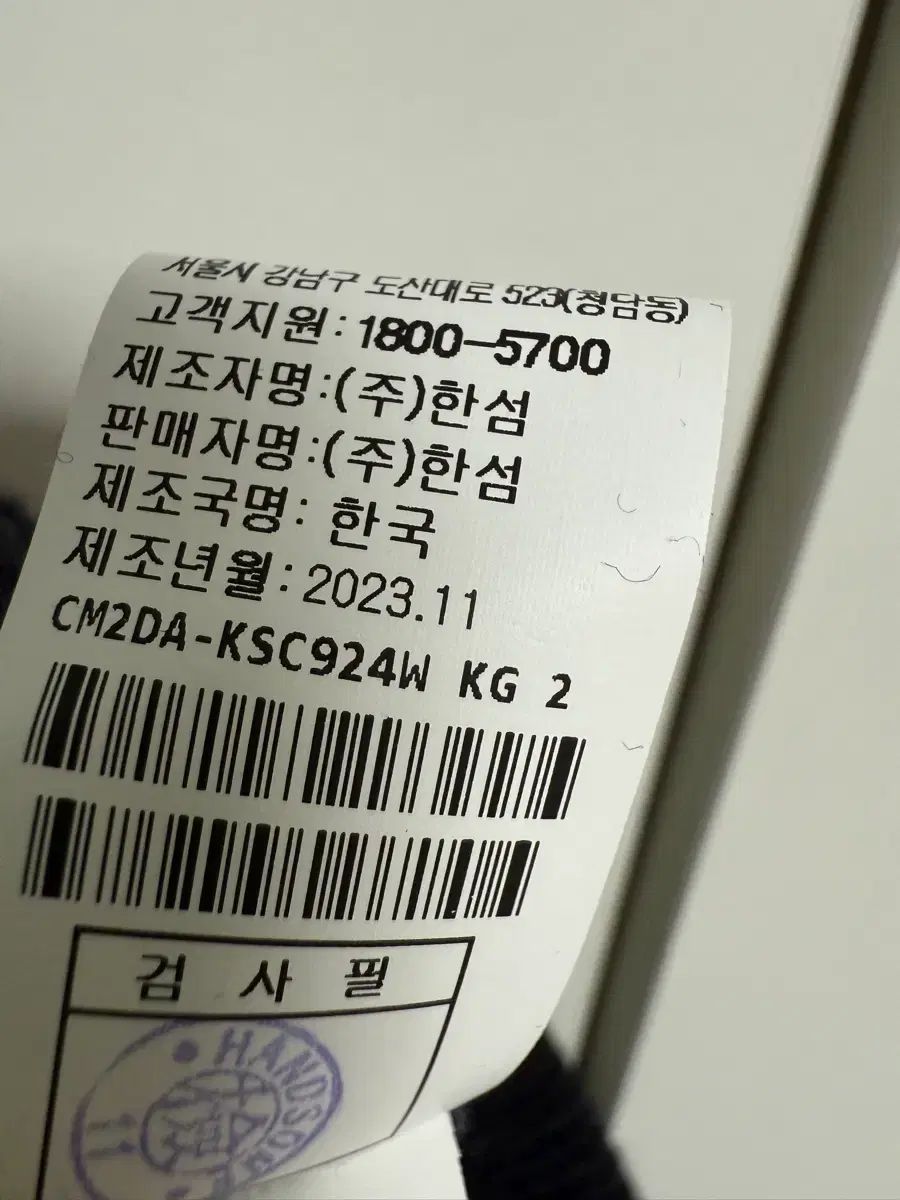 서울시 강남구 도산대로 523(청담동)
고객지원:1800-5700
제조자명:(주)한섬
판매자명:(주)한섬
제조국명: 한국
제조년월:2023.11
CM2DA-KSC924W KG 2
검 사 필
HANDSOME
11